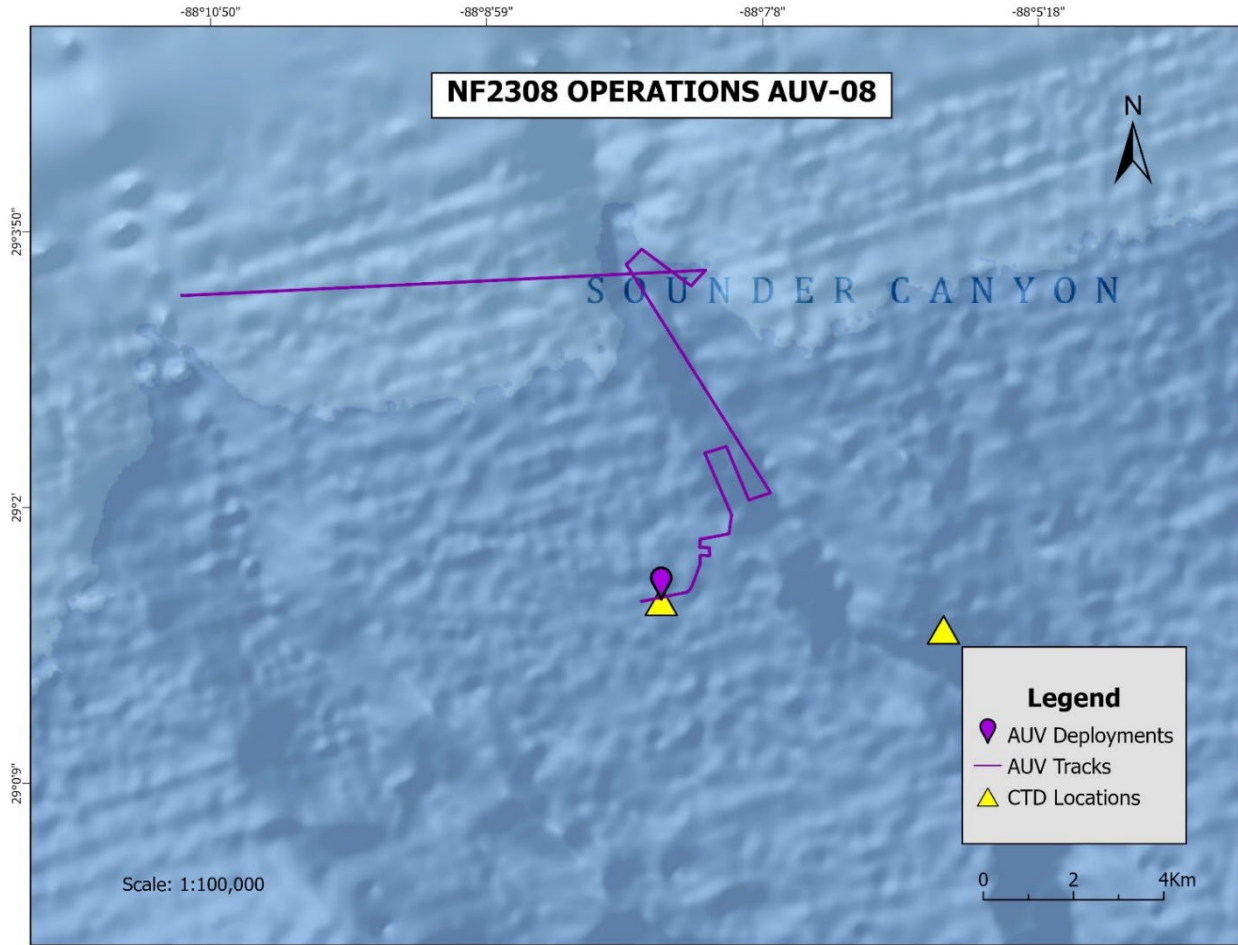 -88°10'50" -88°8'59" -88°7'8" -88°5'18"
NF2308 OPERATIONS AUV-08
N
29°3'50"
SOUNDER CANYON
29°2'
29°0'9"
Legend
AUV Deployments
AUV Tracks
CTD Locations
Scale: 1:100,000
0 2 4Km